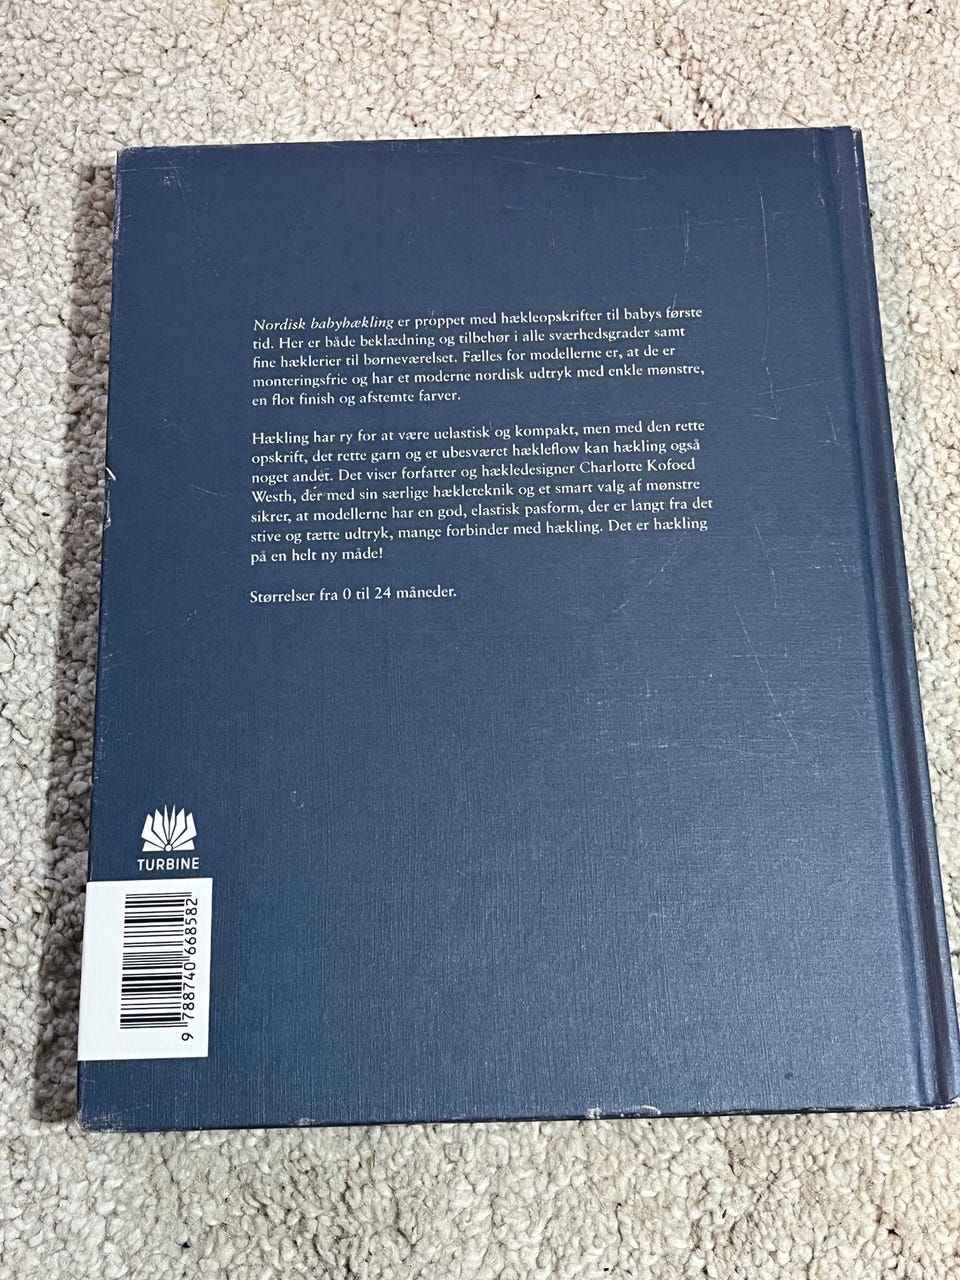 Nordisk babyhækling er proppet med hækleopskrifter til babys første
tid. Her er både beklædning og tilbehør i alle sværhedsgrader samt
fine hæklerier til børneværelset. Fælles for modellerne er, at de er
monteringsfrie og har et moderne nordisk udtryk med enkle mønstre,
en flot finish og afstemte farver.
Hækling har ry for at være uelastisk og kompakt, men med den rette
opskrift, det rette garn og et ubesværet hækleflow kan hækling også
noget andet. Det viser forfatter og hækledesigner Charlotte Kofoed
Westh, der med sin særlige hækleteknik og et smart valg af mønstre
sikrer, at modellerne har en god, elastisk pasform, der er langt fra det
stive og tætte udtryk, mange forbinder med hækling. Det er hækling
på en helt ny måde!
Størrelser fra 0 til 24 måneder.
TURBINE
9 788740 668582